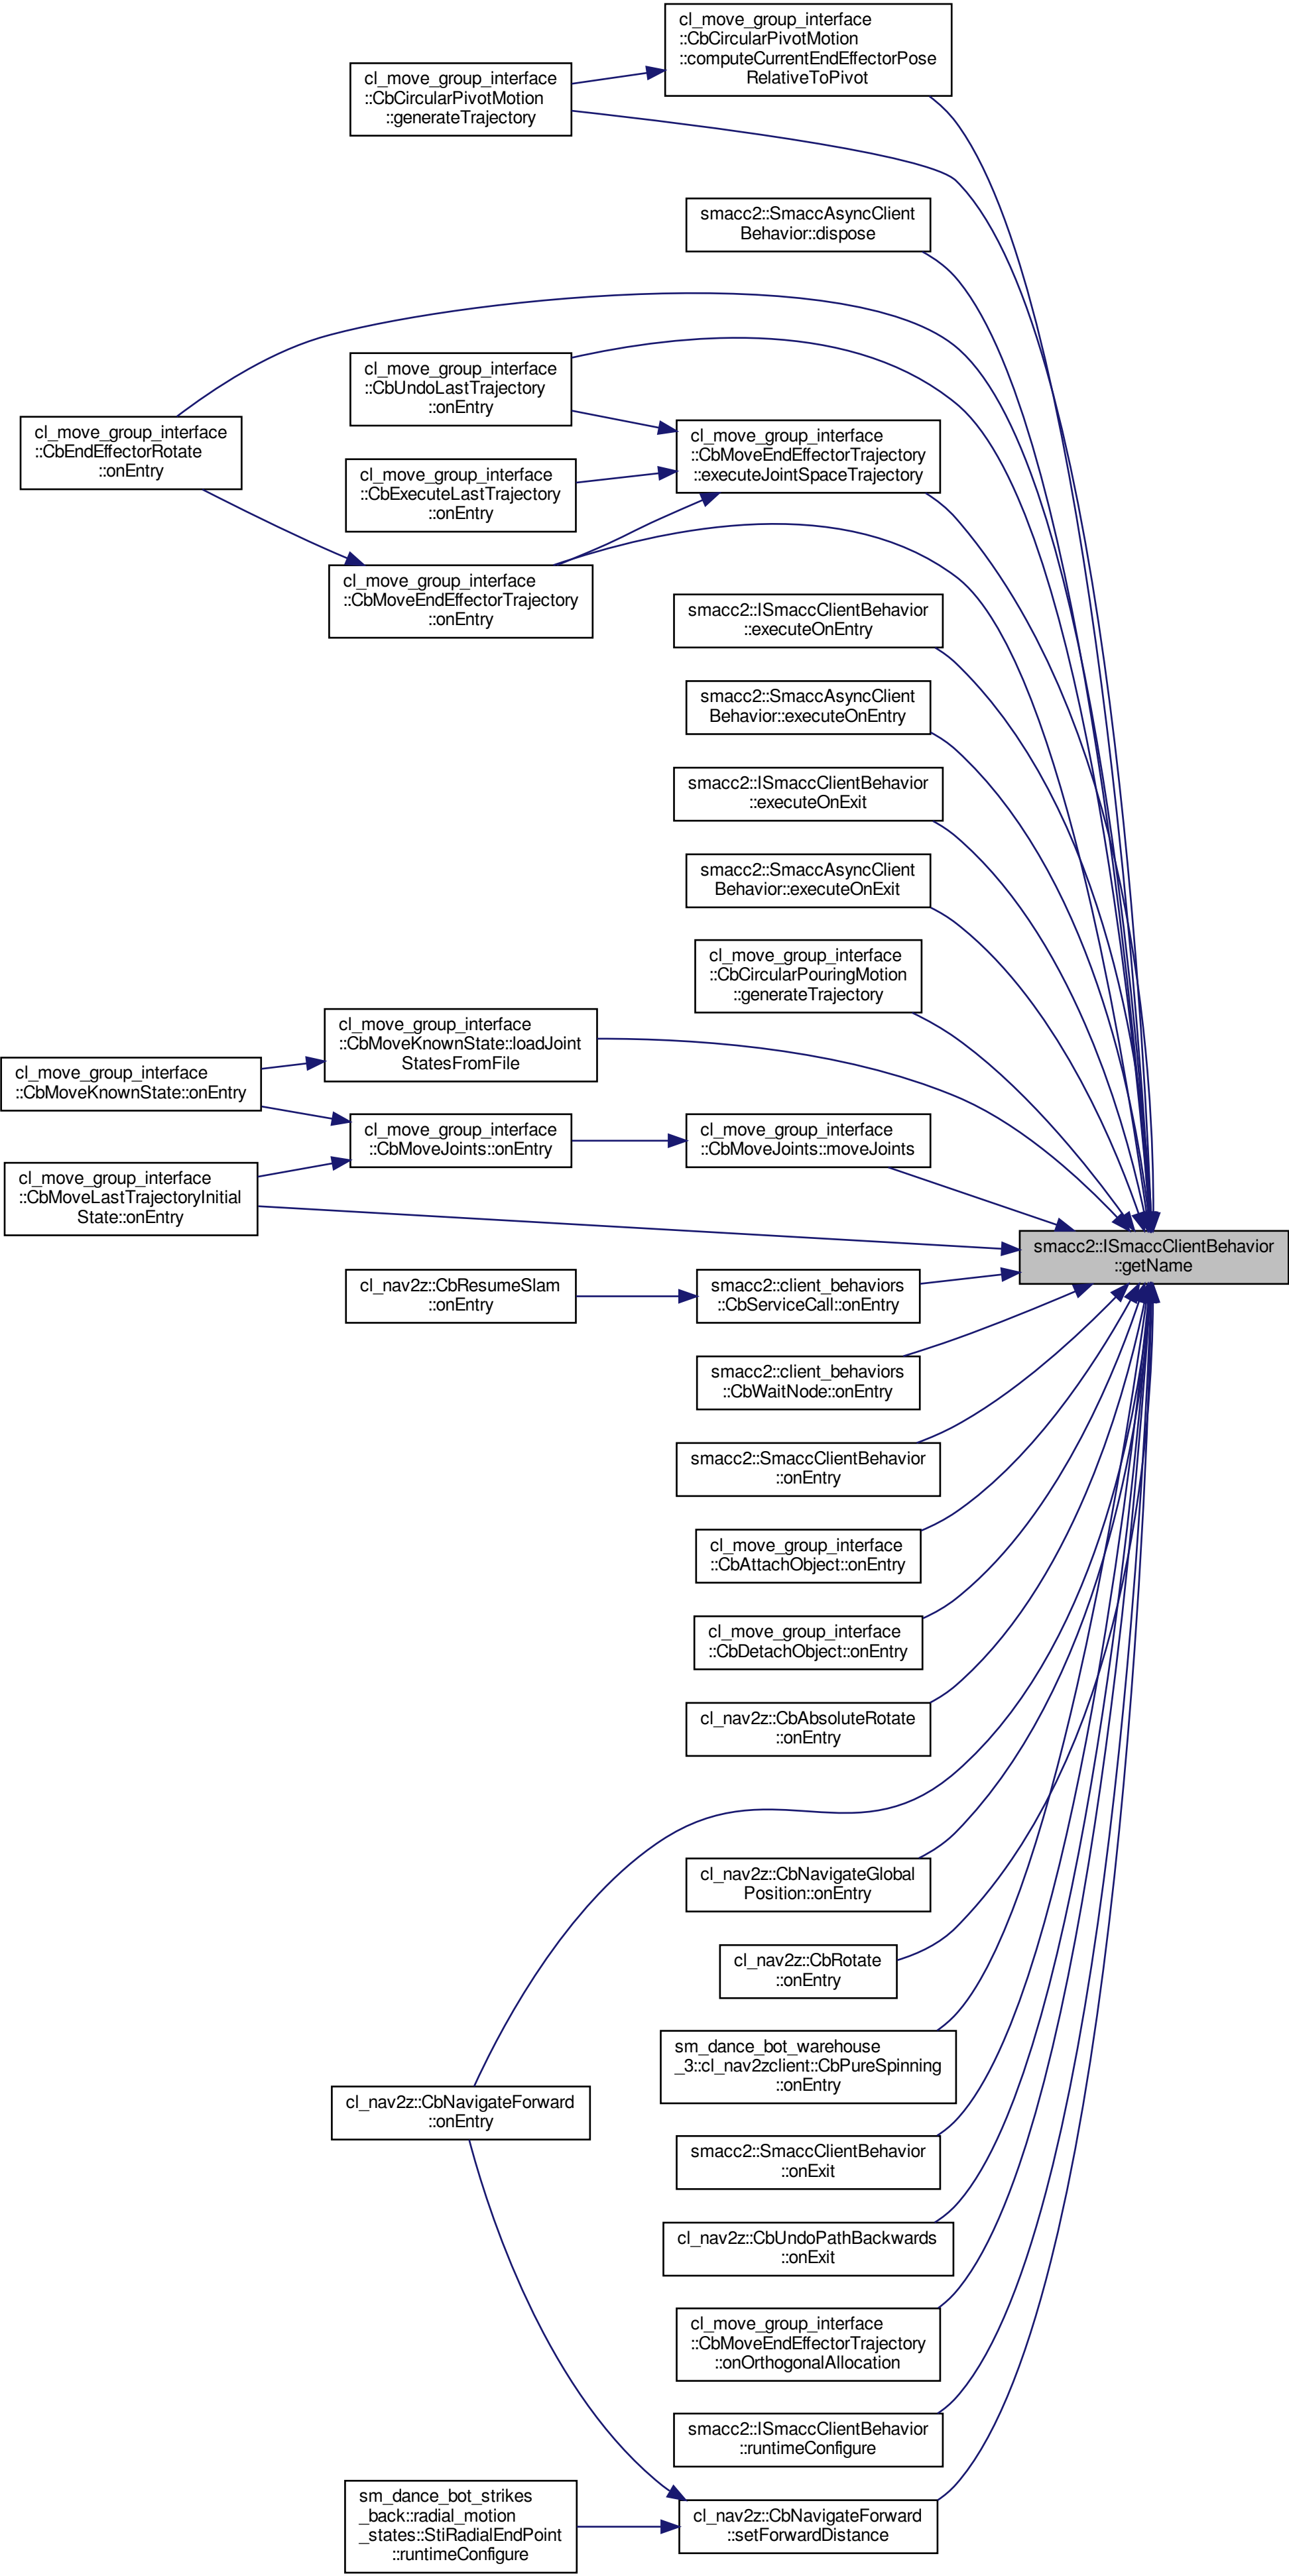 cl_move_group_interface
::CbCircularPivotMotion
::computeCurrentEndEffectorPose
RelativeToPivot
cl_move_group_interface
::CbCircularPivotMotion
::generateTrajectory
smacc2::SmaccAsyncClient
Behavior::dispose
cl_move_group_interface
::CbUndoLastTrajectory
::onEntry
cl_move_group_interface
::CbEndEffectorRotate
::onEntry
cl_move_group_interface
::CbMoveEndEffectorTrajectory
::executeJointSpaceTrajectory
cl_move_group_interface
::CbExecuteLastTrajectory
::onEntry
cl_move_group_interface
::CbMoveEndEffectorTrajectory
::onEntry
smacc2::ISmaccClientBehavior
::executeOnEntry
smacc2::SmaccAsyncClient
Behavior::executeOnEntry
smacc2::ISmaccClientBehavior
::executeOnExit
smacc2::SmaccAsyncClient
Behavior::executeOnExit
cl_move_group_interface
::CbCircularPouringMotion
::generateTrajectory
cl_move_group_interface
::CbMoveKnownState::loadJoint
StatesFromFile
cl_move_group_interface
::CbMoveKnownState::onEntry
cl_move_group_interface
::CbMoveJoints::onEntry
cl_move_group_interface
::CbMoveJoints::moveJoints
cl_move_group_interface
::CbMoveLastTrajectoryInitial
State::onEntry
smacc2::ISmaccClientBehavior
::getName
cl_nav2z::CbResumeSlam
::onEntry
smacc2::client_behaviors
::CbServiceCall::onEntry
smacc2::client_behaviors
::CbWaitNode::onEntry
smacc2::SmaccClientBehavior
::onEntry
cl_move_group_interface
::CbAttachObject::onEntry
cl_move_group_interface
::CbDetachObject::onEntry
cl_nav2z::CbAbsoluteRotate
::onEntry
cl_nav2z::CbNavigateGlobal
Position::onEntry
cl_nav2z::CbRotate
::onEntry
sm_dance_bot_warehouse
_3::cl_nav2zclient::CbPureSpinning
::onEntry
cl_nav2z::CbNavigateForward
::onEntry
smacc2::SmaccClientBehavior
::onExit
cl_nav2z::CbUndoPathBackwards
::onExit
cl_move_group_interface
::CbMoveEndEffectorTrajectory
::onOrthogonalAllocation
smacc2::ISmaccClientBehavior
::runtimeConfigure
sm_dance_bot_strikes
_back::radial_motion
_states::StiRadialEndPoint
::runtimeConfigure
cl_nav2z::CbNavigateForward
::setForwardDistance